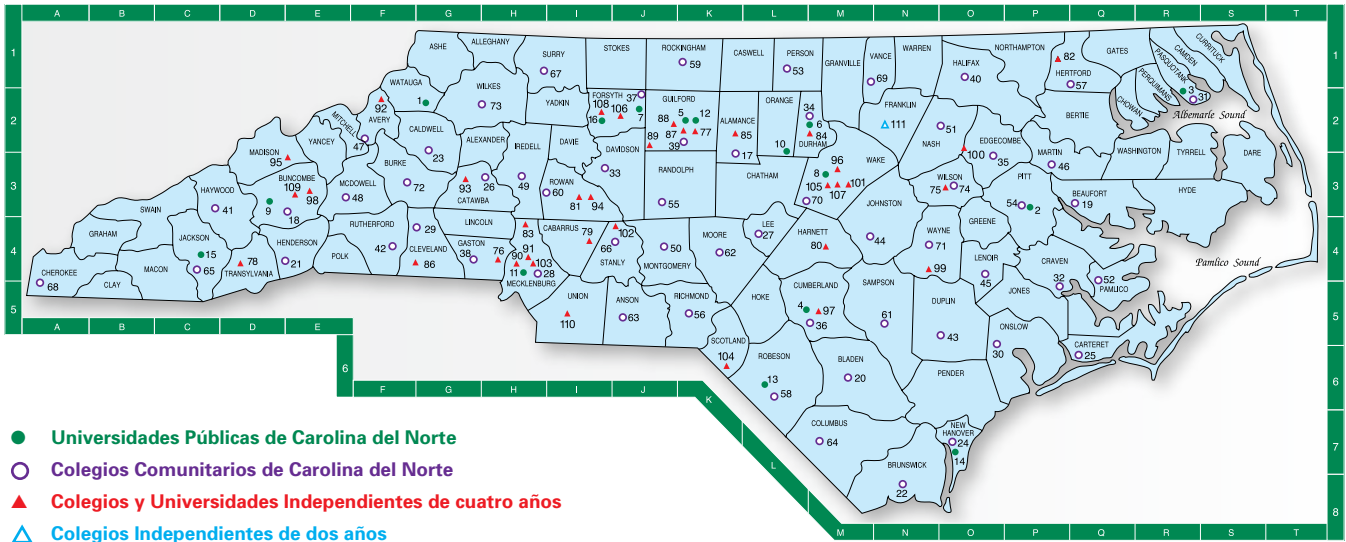 A B C D E F G H I J K L M N O P Q R S T
1 1
ASHE ALLEGHANY SURRY STOKES ROCKINGHAM CASWELL PERSON GRANVILLE VANCE WARREN NORTHAMPTON GATES CAMDEN CURRITUCK
67 59 53 69 HALIFAX 40 82 HERTFORD 57 PASQUOTANK PERQUIMANS CHOWAN
2 2
WATAUGA 1 92 AVERY WILKES 73 YADKIN FORSYTH 108 106 37 16 7 GUILFORD 5 12 88 87 77 89 39 ALAMANCE 85 17 ORANGE 10 34 6 84 DURHAM FRANKLIN 111 NASH 51 BERTIE 3 31 Albemarle Sound
MITCHELL 47 YANCEY CALDWELL 23 ALEXANDER IREDELL DAVIE DAVIDSON 33 100 EDGECOMBE 35 MARTIN 46 WASHINGTON TYRRELL DARE
3 3
MADISON 95 BUNCOMBE 109 98 9 18 MCDOWELL 48 BURKE 72 93 26 CATAWBA 49 ROWAN 60 81 94 RANDOLPH 55 CHATHAM WAKE 96 8 105 107 101 70 JOHNSTON WILSON 75 74 PITT 54 2 BEAUFORT 19 HYDE
HAYWOOD 41 SWAIN
4 4
GRAHAM CHEROKEE 68 CLAY MACON JACKSON 15 65 78 TRANSYLVANIA HENDERSON 21 POLK RUTHERFORD 42 29 CLEVELAND 86 LINCOLN GASTON 38 76 83 91 90 103 11 28 MECKLENBURG CABARRUS 79 102 66 STANLY 50 MONTGOMERY MOORE 62 LEE 27 HARNETT 80 44 WAYNE 71 99 GREENE LENOIR 45 CRAVEN 32 52 PAMLICO Pamlico Sound
5 5
UNION 110 ANSON 63 RICHMOND 56 HOKE CUMBERLAND 4 97 36 SAMPSON 61 DUPLIN 43 JONES ONSLOW 30 CARTERET 25
A B C D E
6 6
SCOTLAND 104 ROBESON 13 58 BLADEN 20 PENDER
F G H I J K
7
COLUMBUS 64 NEW HANOVER 24 14
L
8
BRUNSWICK 22
M N O P Q R S T
Universidades Públicas de Carolina del Norte
Colegios Comunitarios de Carolina del Norte
Colegios y Universidades Independientes de cuatro años
Colegios Independientes de dos años